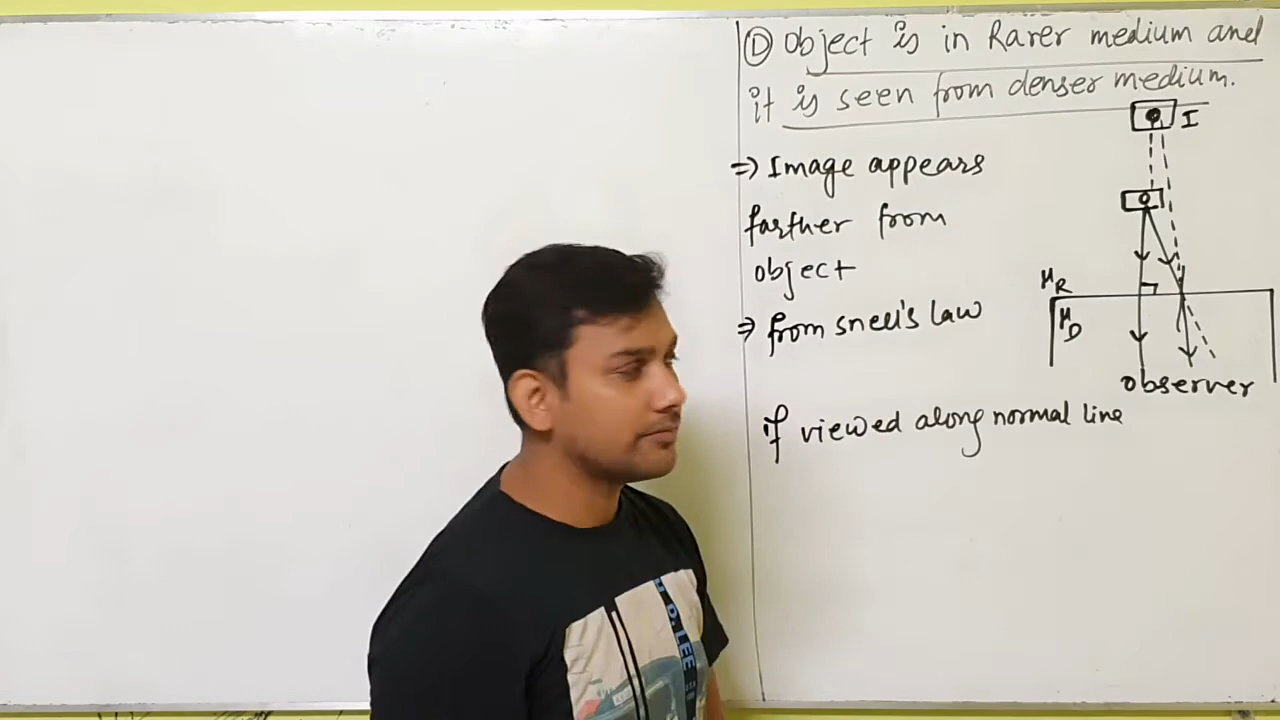 D Object is in Rarer medium and
it is seen from denser medium.
I
⇒ Image appears
farther from
object
μR
μD
⇒ from snell's law
observer
if viewed along normal line
LEE